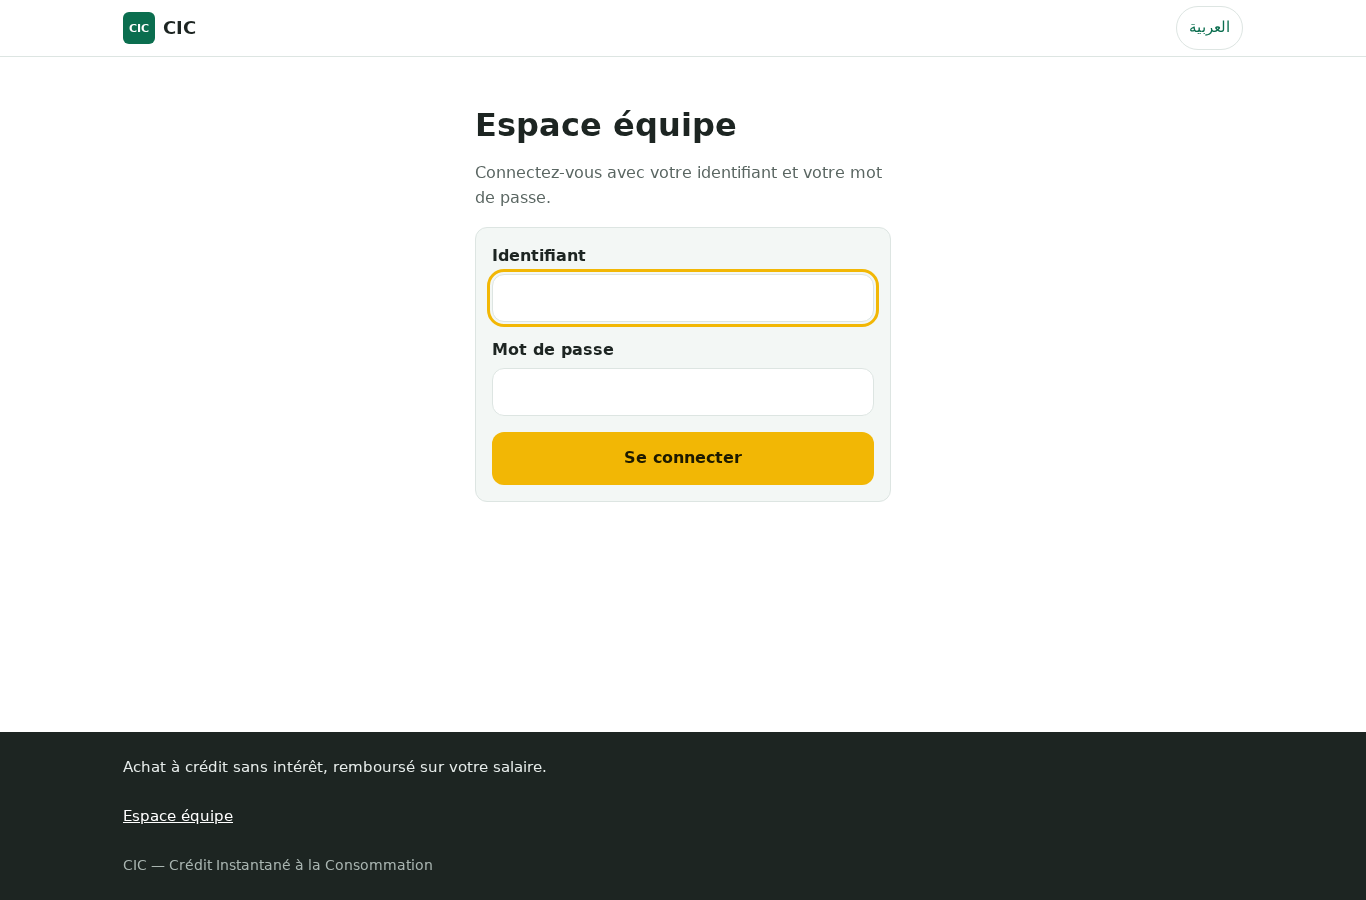 CIC CIC
العربية
Espace équipe
Connectez-vous avec votre identifiant et votre mot
de passe.
Identifiant
Mot de passe
Se connecter
Achat à crédit sans intérêt, remboursé sur votre salaire.
Espace équipe
CIC — Crédit Instantané à la Consommation